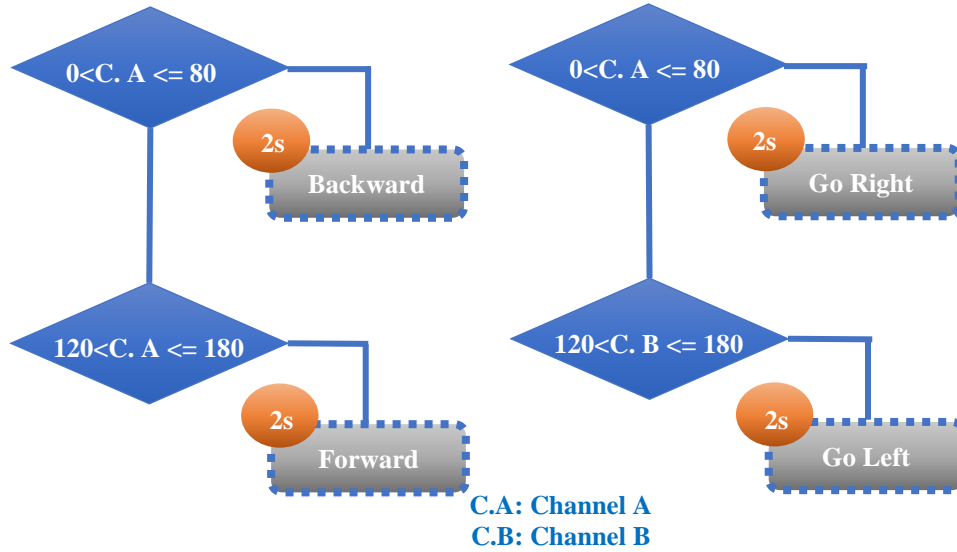 0<C. A <= 80
2s
Backward
120<C. A <= 180
2s
Forward
0<C. A <= 80
2s
Go Right
120<C. B <= 180
2s
Go Left
C.A: Channel A
C.B: Channel B